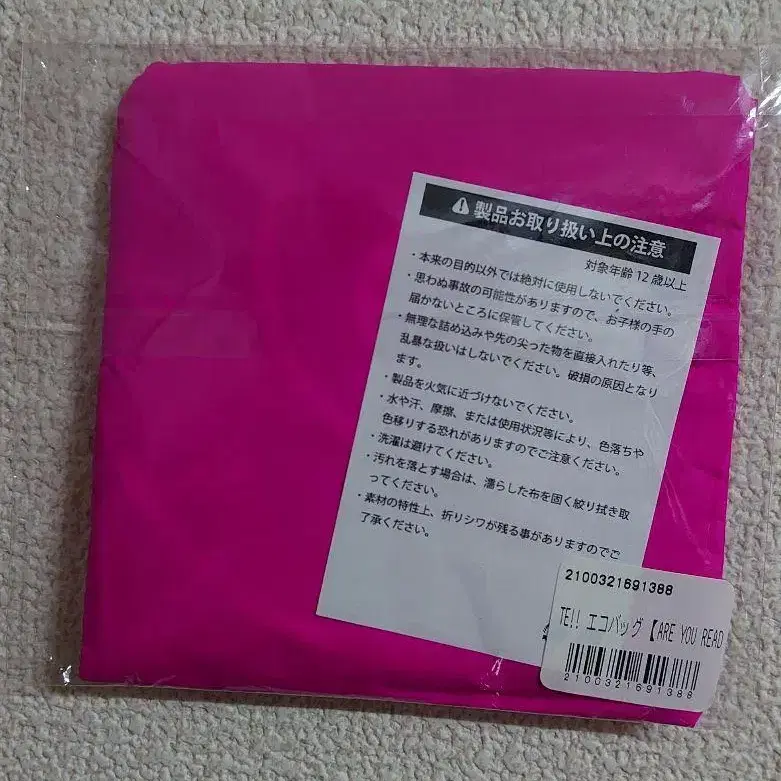 ⚠製品お取り扱い上の注意
対象年齢12歳以上
・本来の目的以外では絶対に使用しないでください。
・思わぬ事故の可能性がありますので、お子様の手の
届かないところに保管してください。
・無理な詰め込みや先の尖った物を直接入れたり等、
乱暴な扱いはしないでください。破損の原因となり
ます。
・製品を火気に近づけないでください。
・水や汗、摩擦、または使用状況等により、色落ちや
色移りする恐れがありますのでご注意ください。
・洗濯は避けてください。
・汚れを落とす場合は、濡らした布を固く絞り拭き取
ってください。
・素材の特性上、折りシワが残る事がありますのでご
了承ください。
2100321691388
TE!! エコバッグ【ARE YOU READ
2100321691388